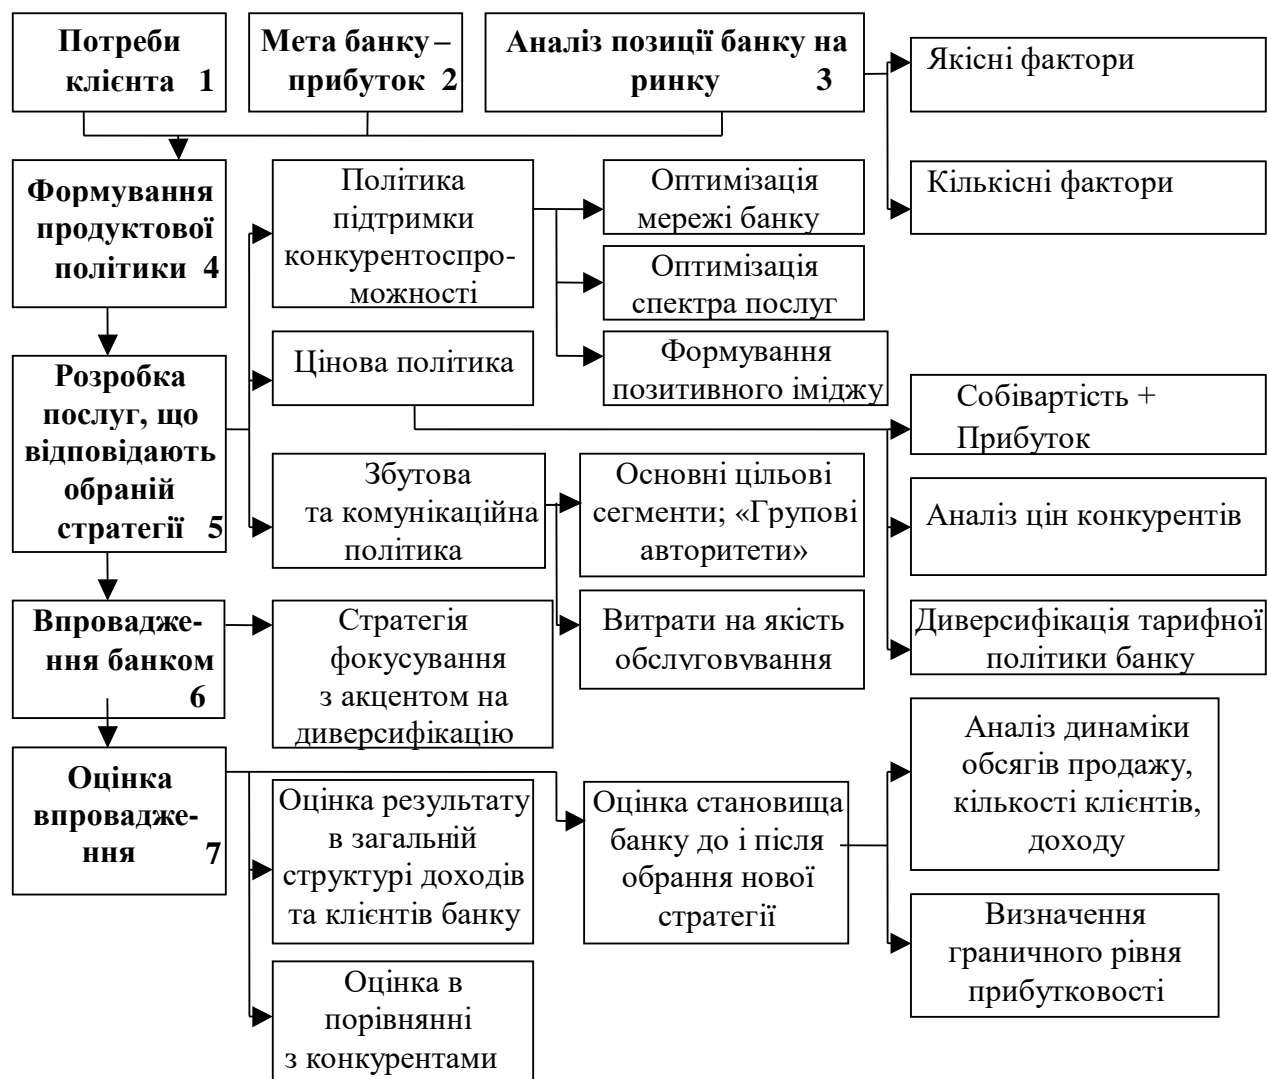 Потреби
клієнта 1
Мета банку –
прибуток 2
Аналіз позиції банку на
ринку 3
Якісні фактори
Кількісні фактори
Формування
продуктової
політики 4
Політика
підтримки
конкурентоспро-
можності
Оптимізація
мережі банку
Оптимізація
спектра послуг
Формування
позитивного іміджу
Розробка
послуг, що
відповідають
обраній
стратегії 5
Цінова політика
Собівартість +
Прибуток
Аналіз цін конкурентів
Диверсифікація тарифної
політики банку
Збутова
та комунікаційна
політика
Основні цільові
сегменти; «Групові
авторитети»
Витрати на якість
обслуговування
Впровадже-
ння банком
6
Стратегія
фокусування
з акцентом на
диверсифікацію
Оцінка
впровадже-
ння 7
Оцінка результату
в загальній
структурі доходів
та клієнтів банку
Оцінка в
порівнянні
з конкурентами
Оцінка становища
банку до і після
обрання нової
стратегії
Аналіз динаміки
обсягів продажу,
кількості клієнтів,
доходу
Визначення
граничного рівня
прибутковості